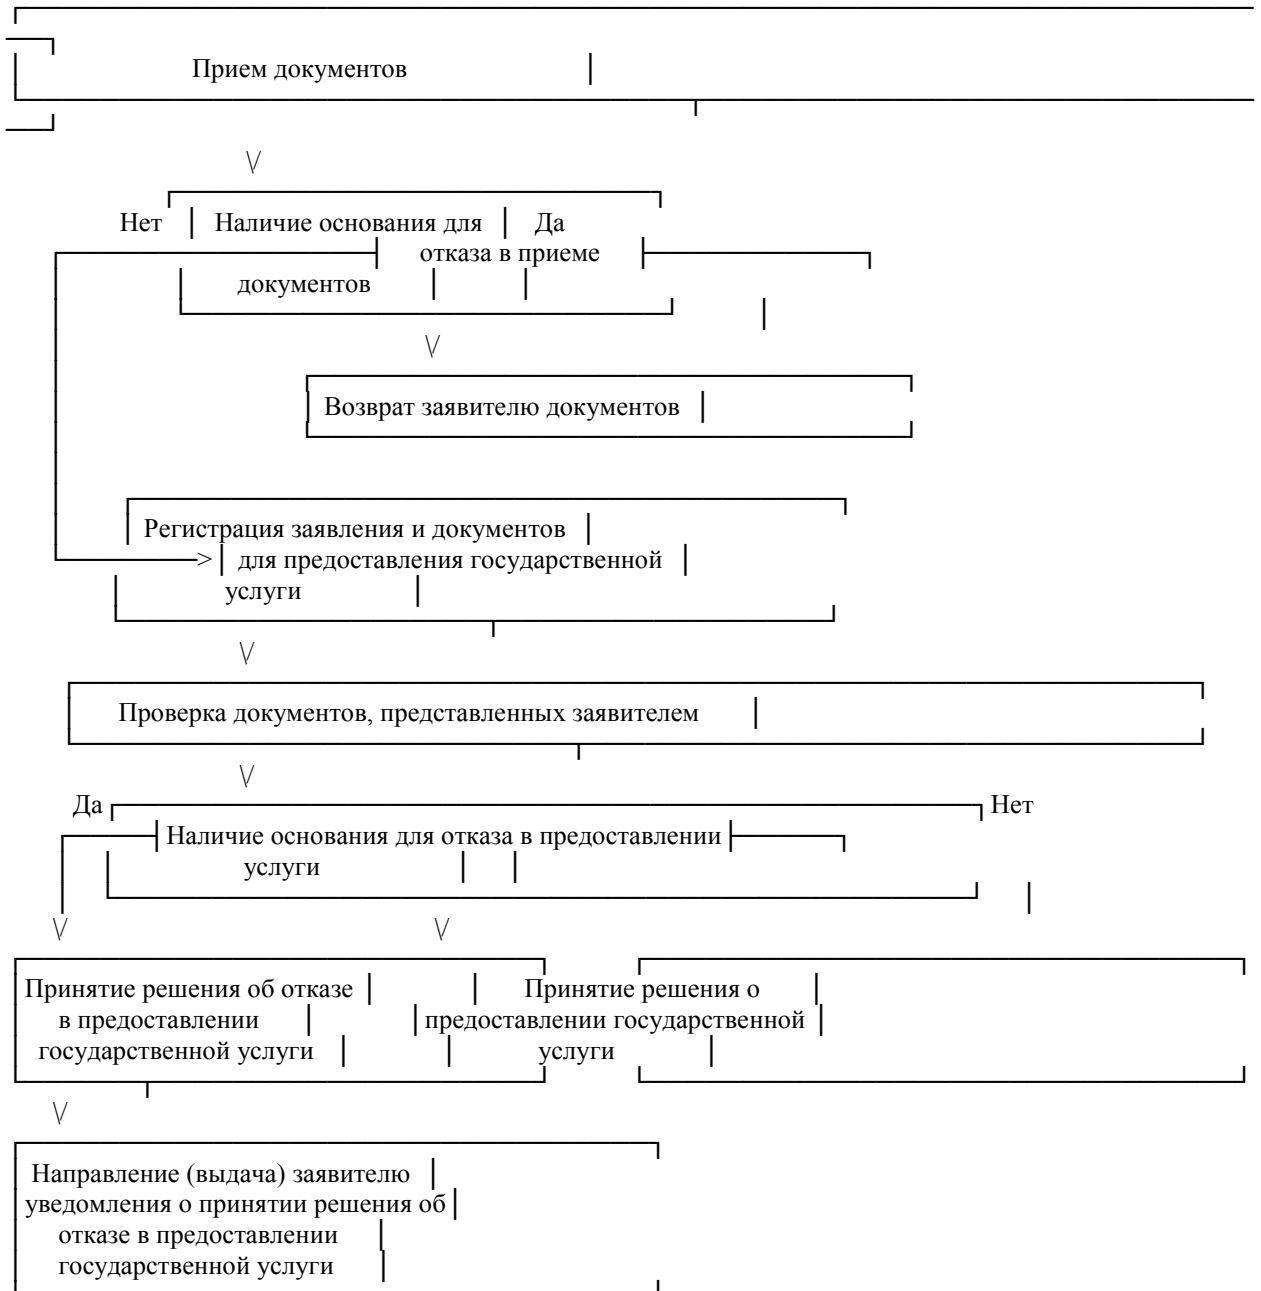 Прием документов
\/
Нет Наличие основания для Да
отказа в приеме
документов
\/
Возврат заявителю документов
Регистрация заявления и документов
> для предоставления государственной
услуги
\/
Проверка документов, представленных заявителем
\/
Да Нет
Наличие основания для отказа в предоставлении
услуги
\/ \/
Принятие решения об отказе Принятие решения о
в предоставлении предоставлении государственной
государственной услуги услуги
\/
Направление (выдача) заявителю
уведомления о принятии решения об
отказе в предоставлении
государственной услуги